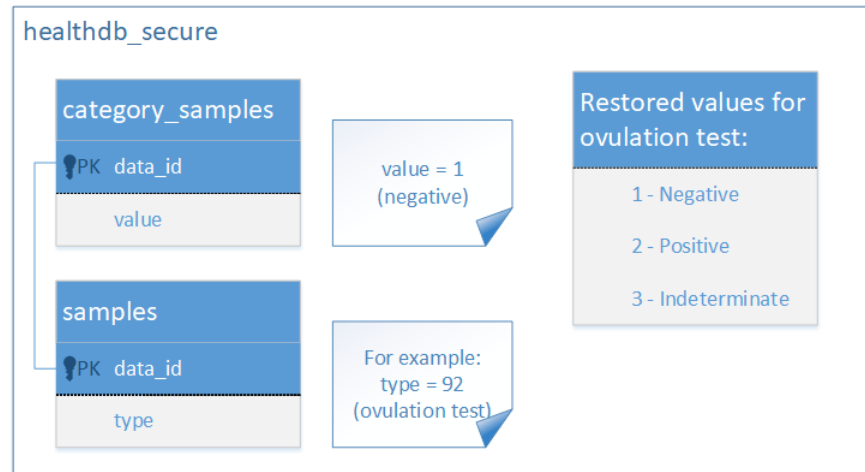 healthdb_secure
category_samples
PK data_id
value
value = 1
(negative)
samples
PK data_id
type
For example:
type = 92
(ovulation test)
Restored values for
ovulation test:
1 - Negative
2 - Positive
3 - Indeterminate